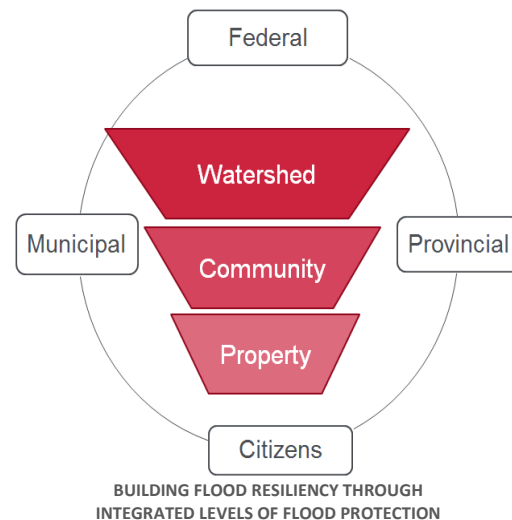 Federal
Watershed
Municipal
Provincial
Community
Property
Citizens
BUILDING FLOOD RESILIENCY THROUGH
INTEGRATED LEVELS OF FLOOD PROTECTION